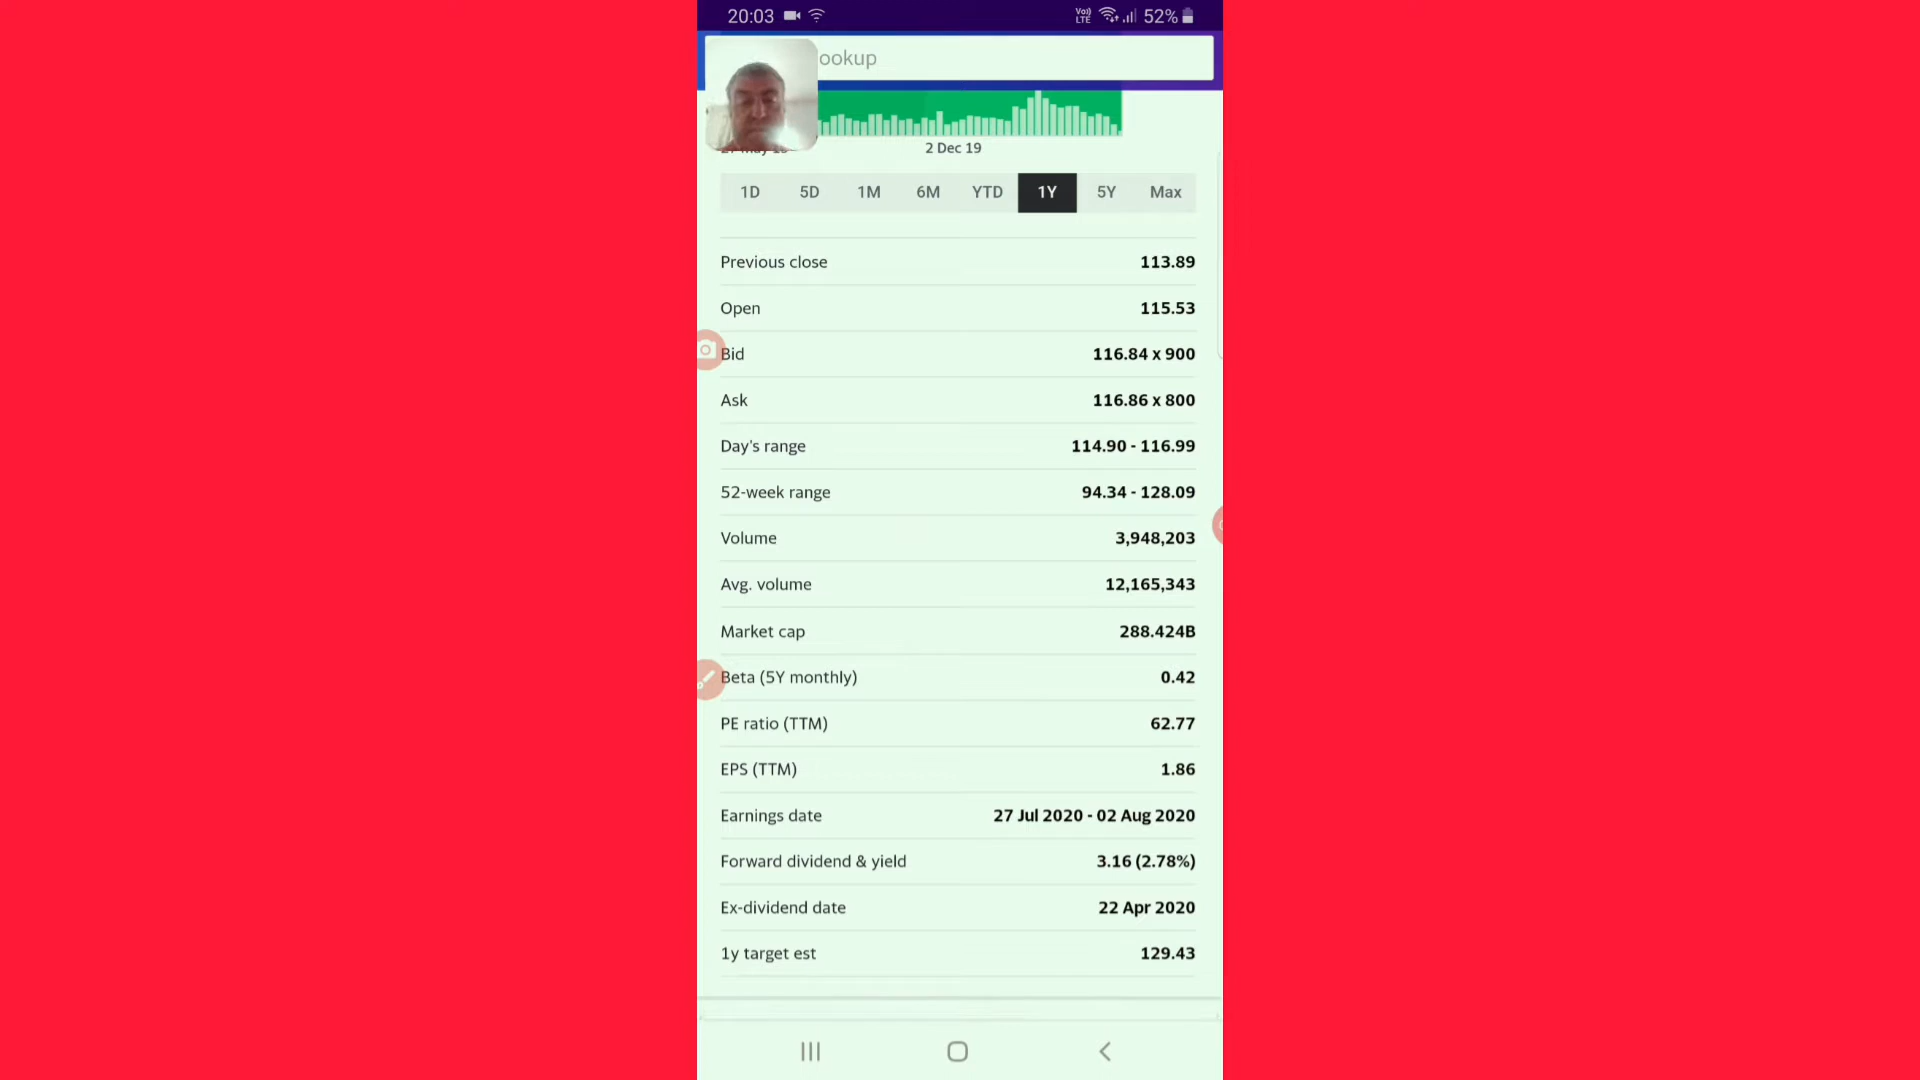 20:03 Voo) LTE 52%
ookup
2 Dec 19
1D 5D 1M 6M YTD 1Y 5Y Max
Previous close 113.89
Open 115.53
Bid 116.84 x 900
Ask 116.86 x 800
Day's range 114.90 - 116.99
52-week range 94.34 - 128.09
Volume 3,948,203
Avg. volume 12,165,343
Market cap 288.424B
Beta (5Y monthly) 0.42
PE ratio (TTM) 62.77
EPS (TTM) 1.86
Earnings date 27 Jul 2020 - 02 Aug 2020
Forward dividend & yield 3.16 (2.78%)
Ex-dividend date 22 Apr 2020
1y target est 129.43